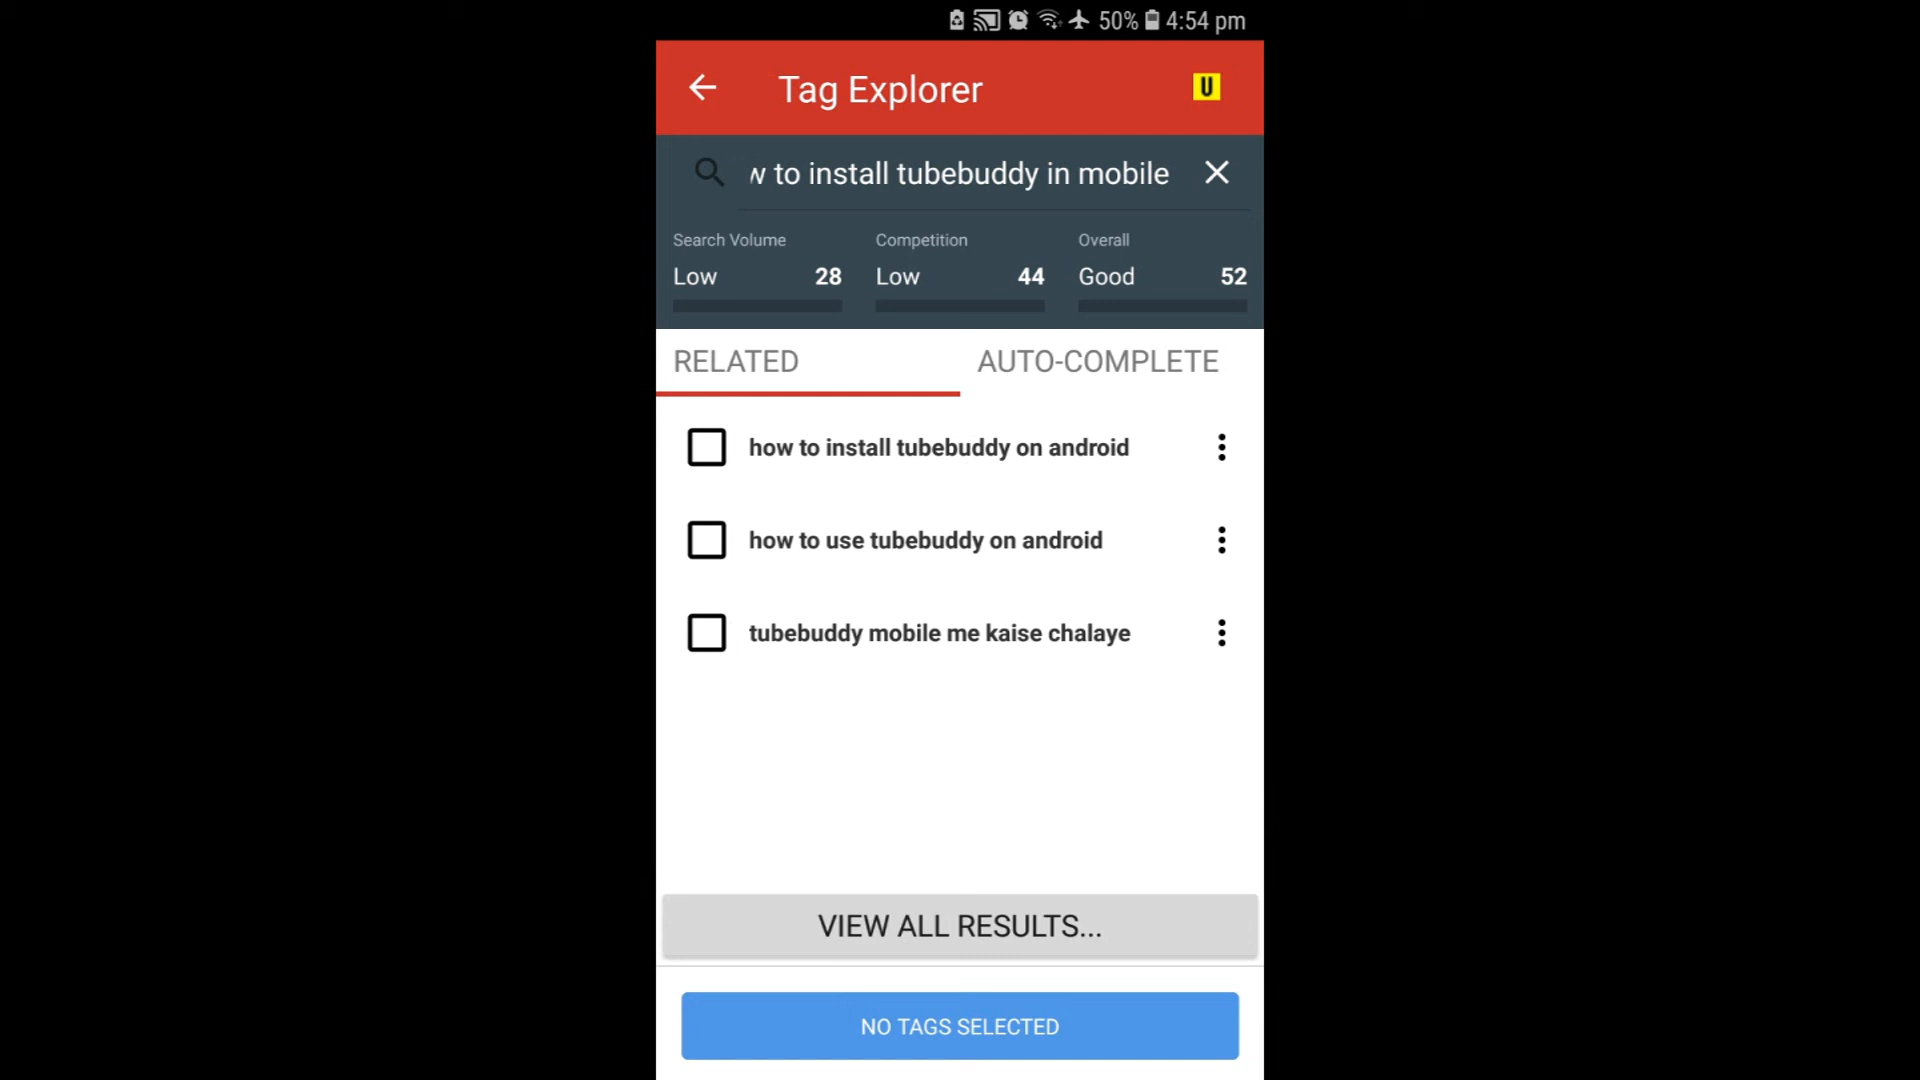 50% 4:54 pm
Tag Explorer U
w to install tubebuddy in mobile
Search Volume Competition Overall
Low 28 Low 44 Good 52
RELATED AUTO-COMPLETE
how to install tubebuddy on android
how to use tubebuddy on android
tubebuddy mobile me kaise chalaye
VIEW ALL RESULTS...
NO TAGS SELECTED